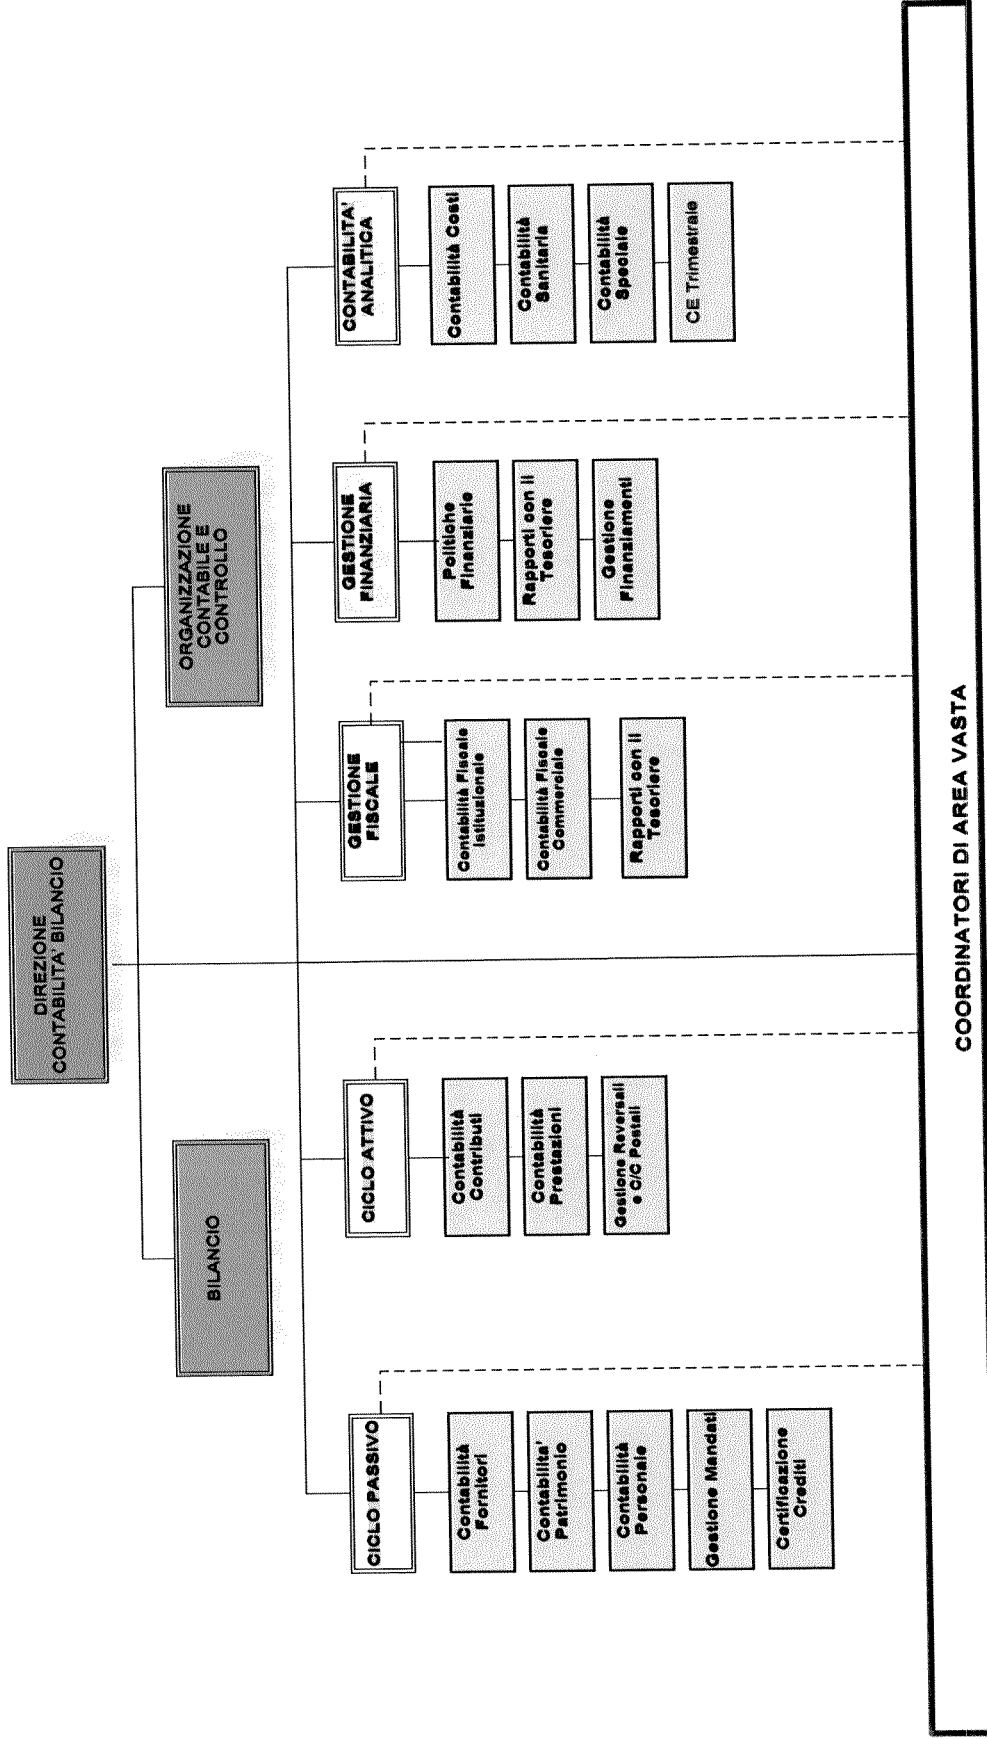 DIREZIONE
CONTABILITA' BILANCIO
BILANCIO
ORGANIZZAZIONE
CONTABILE E
CONTROLLO
CICLO PASSIVO
Contabilità
Fornitori
Contabilita'
Patrimonio
Contabilità
Personale
Gestione Mandati
Certificazione
Crediti
CICLO ATTIVO
Contabilità
Contributi
Contabilità
Prestazioni
Gestione Reversali
e C/C Postali
GESTIONE
FISCALE
Contabilità Fiscale
Istituzionale
Contabilità Fiscale
Commerciale
Rapporti con il
Tesoriere
GESTIONE
FINANZIARIA
Politiche
Finanziarie
Rapporti con il
Tesoriere
Gestione
Finanziamenti
CONTABILITA'
ANALITICA
Contabilità Costi
Contabilità
Sanitaria
Contabilità
Speciale
CE Trimestrale
COORDINATORI DI AREA VASTA